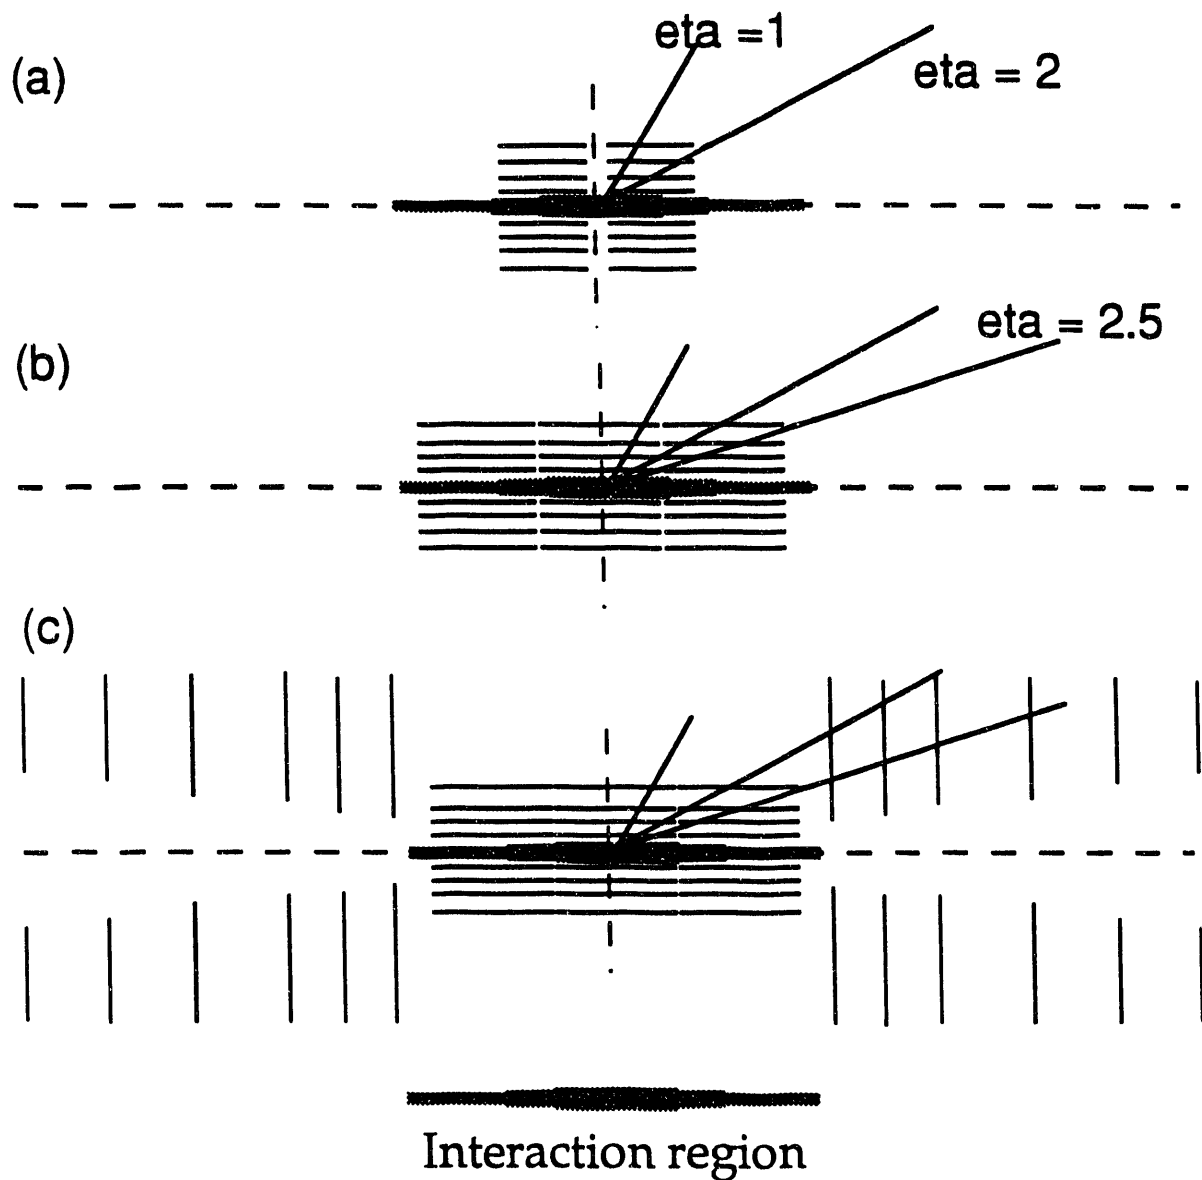 eta =1
(a)
eta = 2
eta = 2.5
(b)
(c)
Interaction region